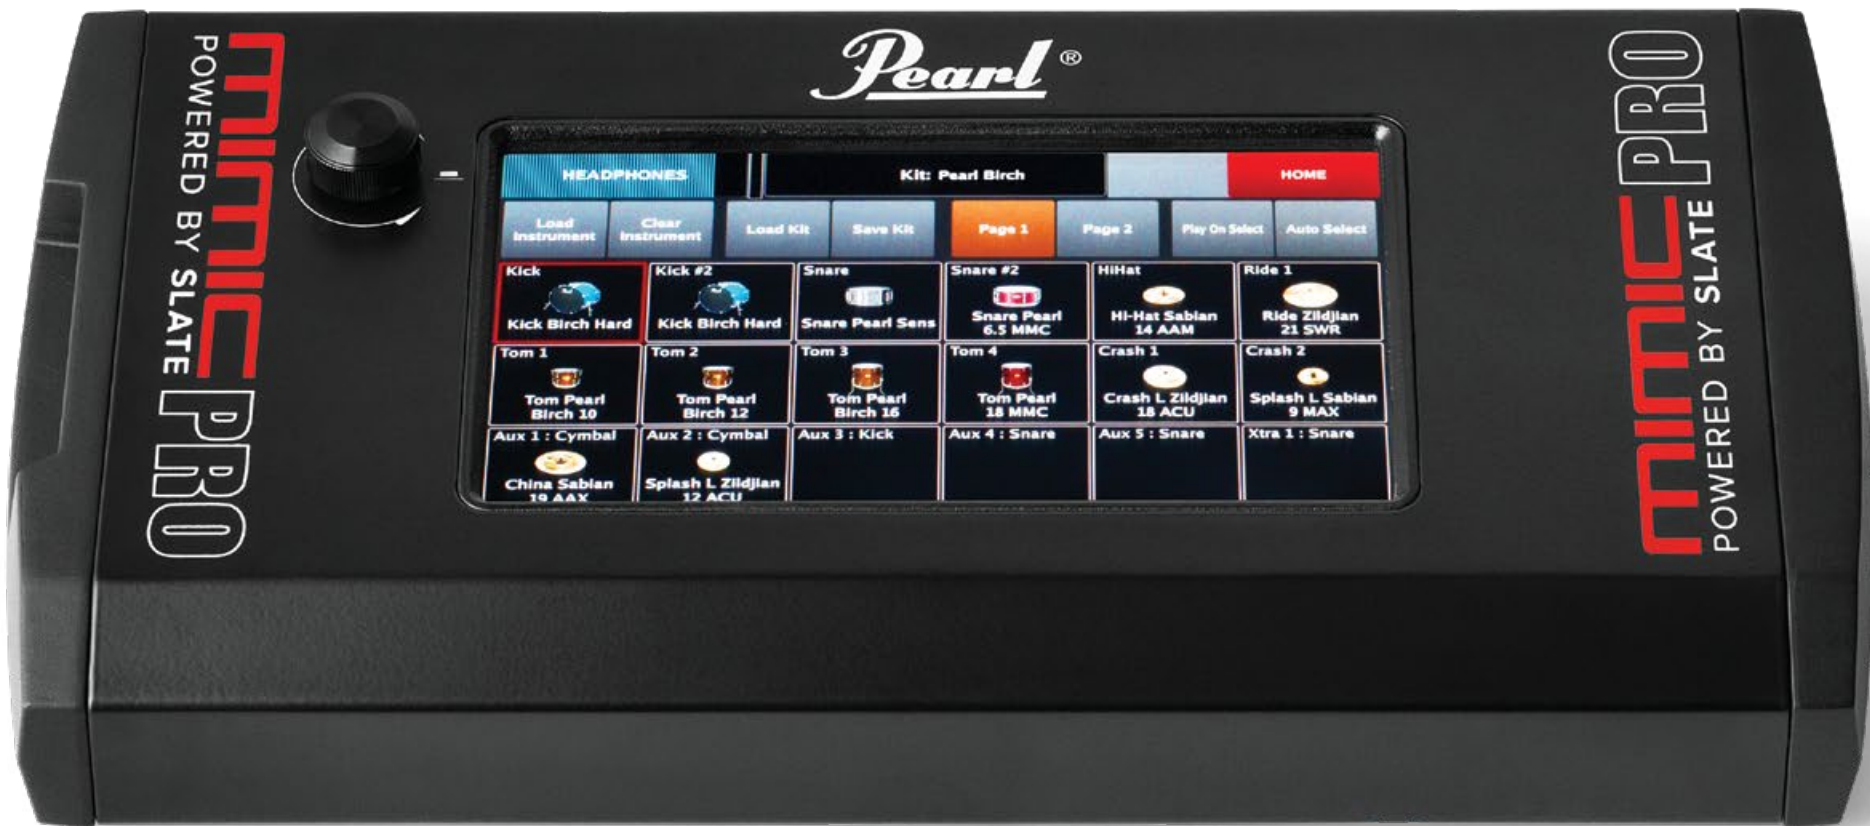 Pearl®
MIMIC PRO
POWERED BY SLATE
HEADPHONES
Kit: Pearl Birch
HOME
Load
Instrument
Clear
Instrument
Load Kit
Save Kit
Page 1
Page 2
Play On Select
Auto Select
Kick
Kick Birch Hard
Kick #2
Kick Birch Hard
Snare
Snare Pearl Sens
Snare #2
Snare Pearl
6.5 MMC
HiHat
Hi-Hat Sabian
14 AAM
Ride 1
Ride Zildjian
21 SWR
Tom 1
Tom Pearl
Birch 10
Tom 2
Tom Pearl
Birch 12
Tom 3
Tom Pearl
Birch 16
Tom 4
Tom Pearl
18 MMC
Crash 1
Crash L Zildjian
18 ACU
Crash 2
Splash L Sabian
9 MAX
Aux 1 : Cymbal
China Sabian
19 AAX
Aux 2 : Cymbal
Splash L Zildjian
12 ACU
Aux 3 : Kick
Aux 4 : Snare
Aux 5 : Snare
Xtra 1 : Snare
MIMIC PRO
POWERED BY SLATE